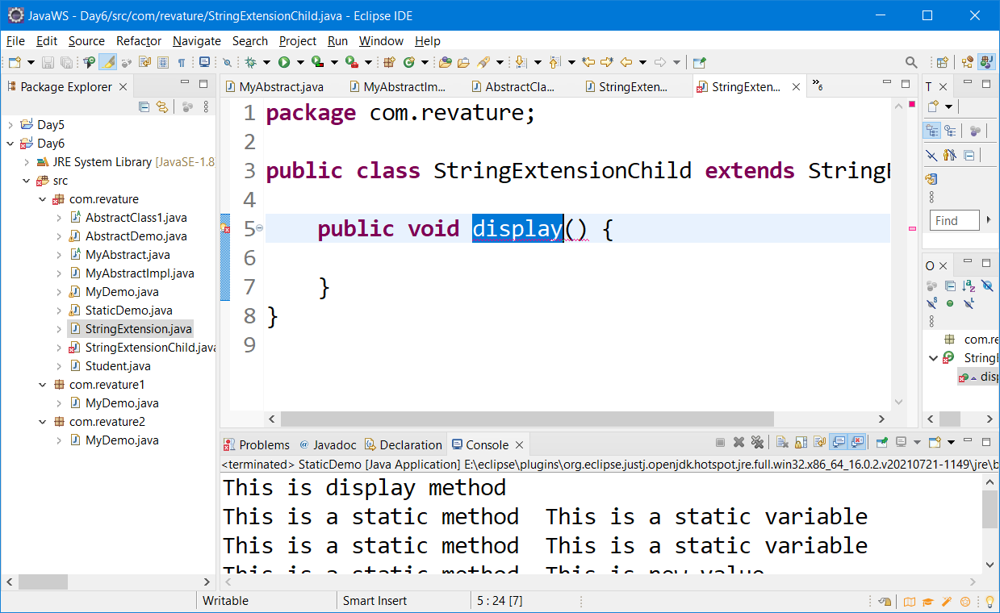 JavaWS - Day6/src/com/revature/StringExtensionChild.java - Eclipse IDE
File Edit Source Refactor Navigate Search Project Run Window Help
Package Explorer
MyAbstract.java MyAbstractIm... AbstractCla... StringExten... StringExten... »6
T
Day5
Day6
JRE System Library [JavaSE-1.8
src
com.revature
AbstractClass1.java
AbstractDemo.java
MyAbstract.java
MyAbstractImpl.java
MyDemo.java
StaticDemo.java
StringExtension.java
StringExtensionChild.java
Student.java
com.revature1
MyDemo.java
com.revature2
MyDemo.java
1 package com.revature;
2
3 public class StringExtensionChild extends StringE
4
5 public void display() {
6
7 }
8 }
9
Find
O
com.re
StringE
disp
Problems @ Javadoc Declaration Console
<terminated> StaticDemo [Java Application] E:\eclipse\plugins\org.eclipse.justj.openjdk.hotspot.jre.full.win32.x86_64_16.0.2.v20210721-1149\jre\b
This is display method
This is a static method This is a static variable
This is a static method This is a static variable
This is a static method This is new value
Writable Smart Insert 5 : 24 [7]